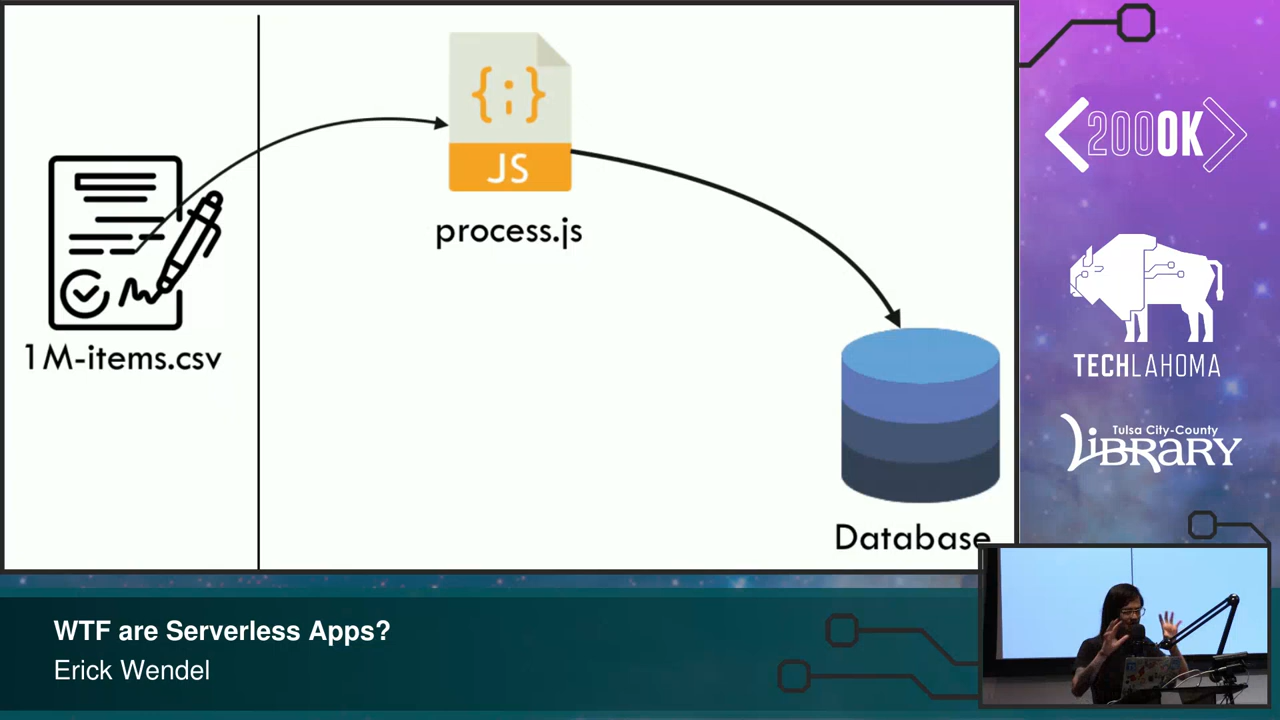 {;}
JS
process.js
1M-items.csv
Database
200OK
TECHLAHOMA
Tulsa City-County
LIBRARY
WTF are Serverless Apps?
Erick Wendel